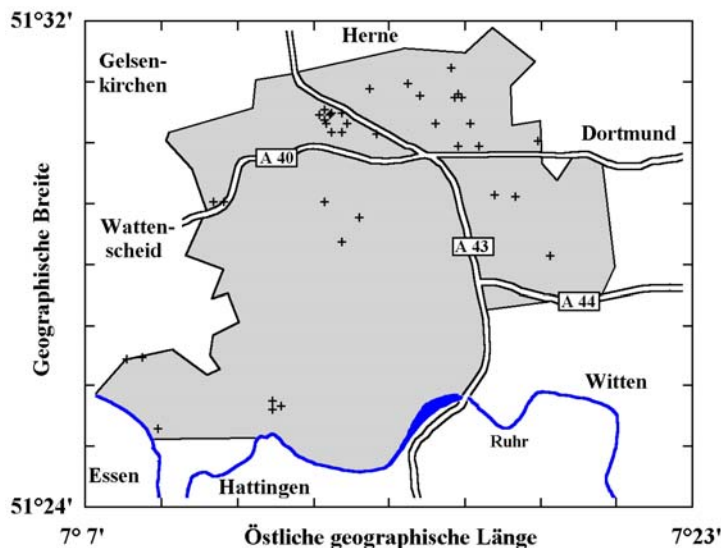 51°32'
Herne
Gelsen-
kirchen
Dortmund
A 40
Watten-
scheid
A 43
A 44
Geographische Breite
Witten
Ruhr
Essen
Hattingen
51°24'
7° 7'
Östliche geographische Länge
7°23'